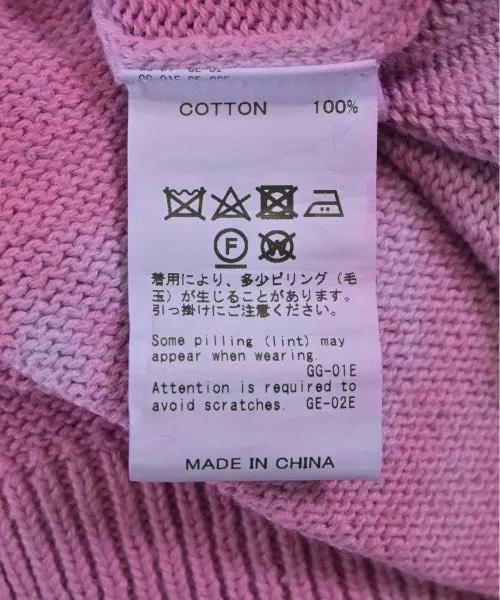 COTTON 100%
F W
着用により、多少ピリング（毛
玉）が生じることがあります。
引っ掛けにご注意ください。
Some pilling (lint) may
appear when wearing.
GG-01E
Attention is required to
avoid scratches. GE-02E
MADE IN CHINA